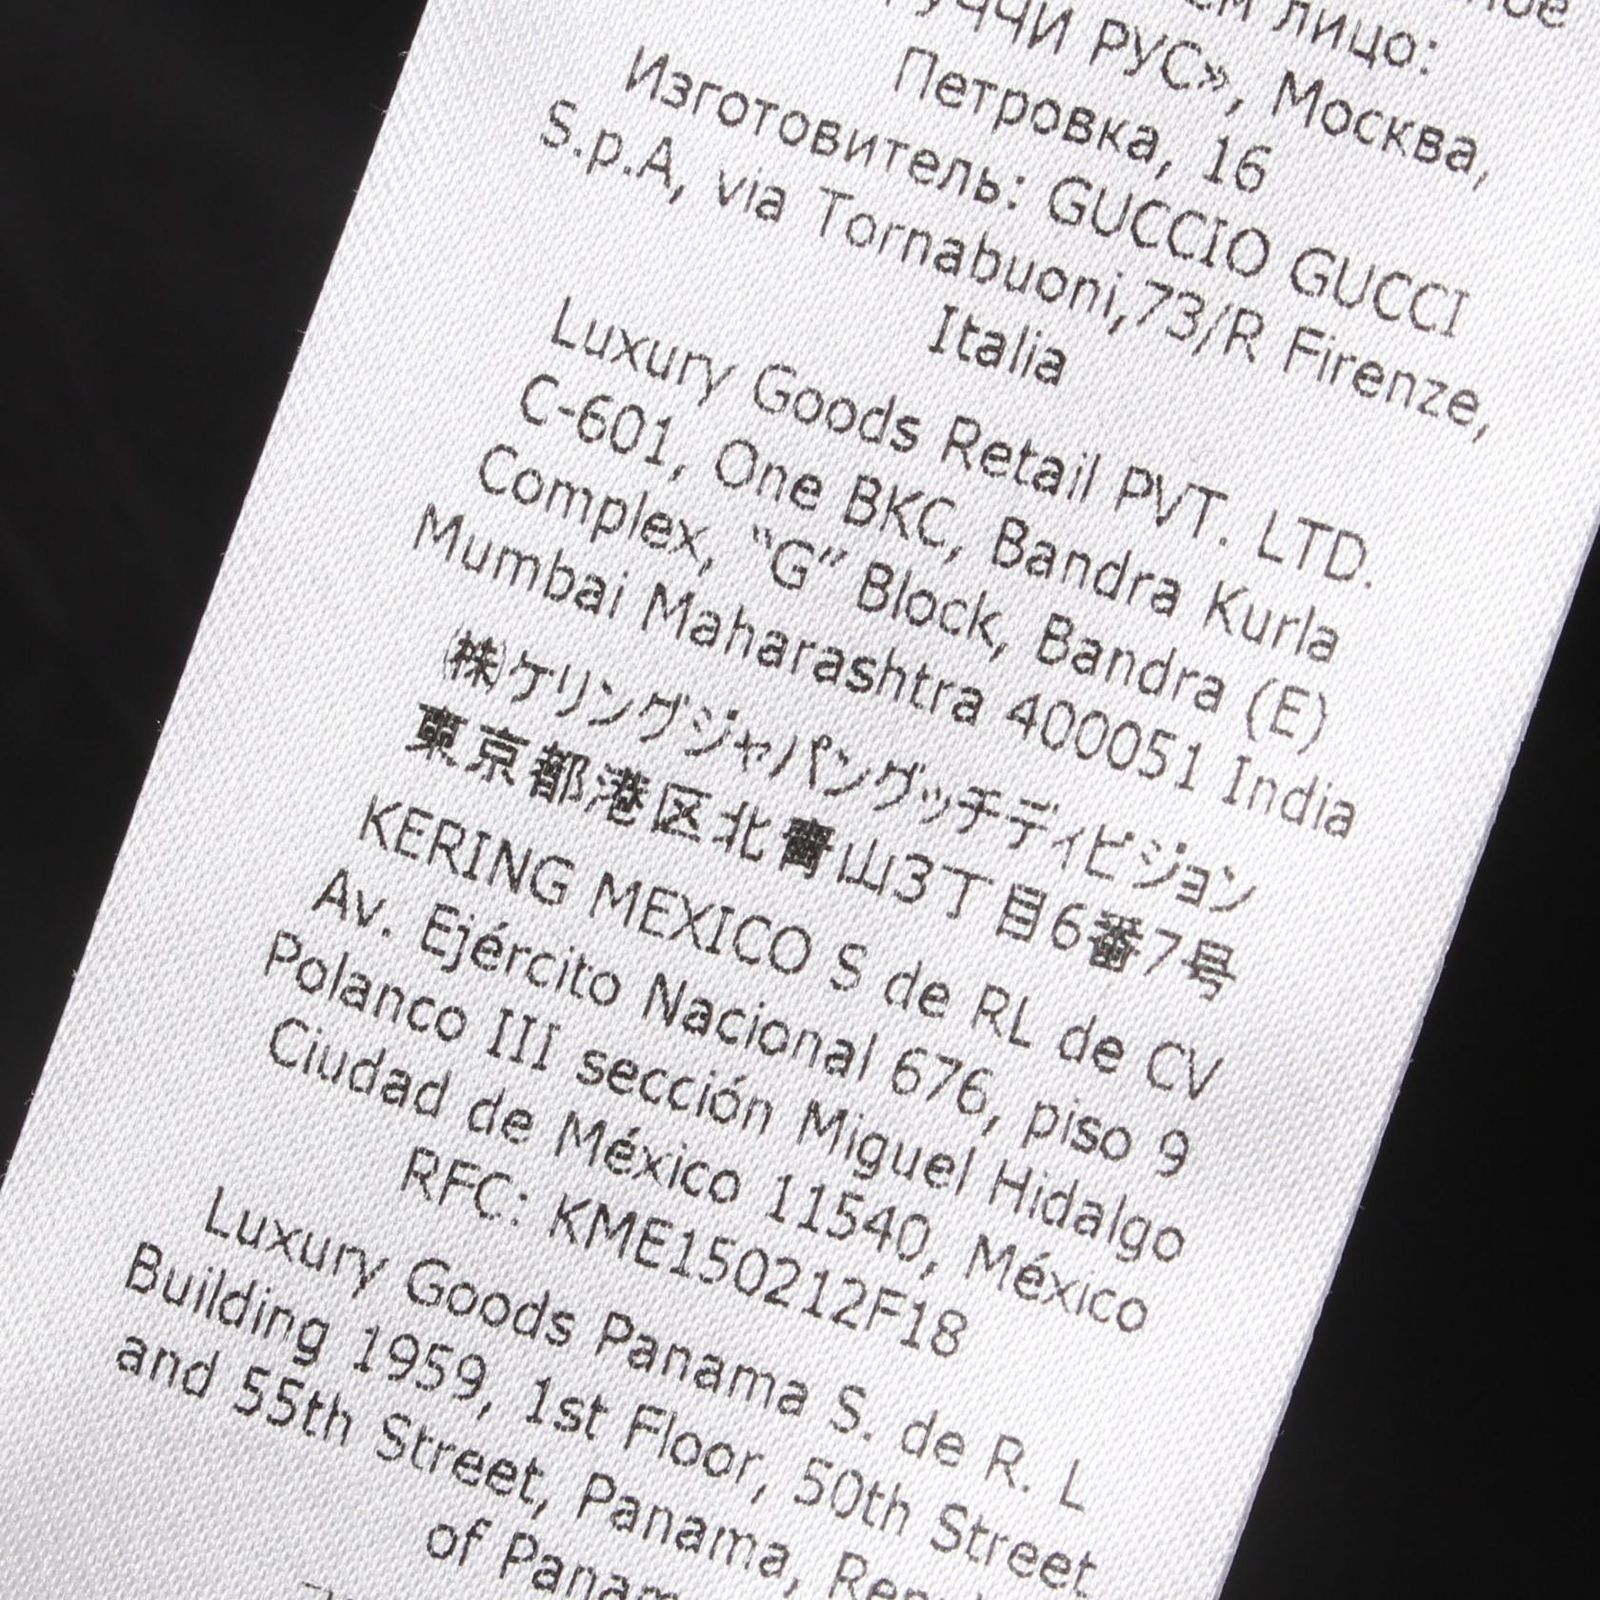 лицо:
РУС», Москва,
Петровка, 16
Изготовитель: GUCCIO GUCCI
S.p.A, via Tornabuoni,73/R Firenze,
Italia
Luxury Goods Retail PVT. LTD.
C-601, One BKC, Bandra Kurla
Complex, “G” Block, Bandra (E)
Mumbai Maharashtra 400051 India
㈱ケリングジャパングッチディビジョン
東京都港区北青山3丁目6番7号
KERING MEXICO S de RL de CV
Av. Ejército Nacional 676, piso 9
Polanco III sección Miguel Hidalgo
Ciudad de México 11540, México
RFC: KME150212F18
Luxury Goods Panama S. de R. L
Building 1959, 1st Floor, 50th Street
and 55th Street, Panama,
of